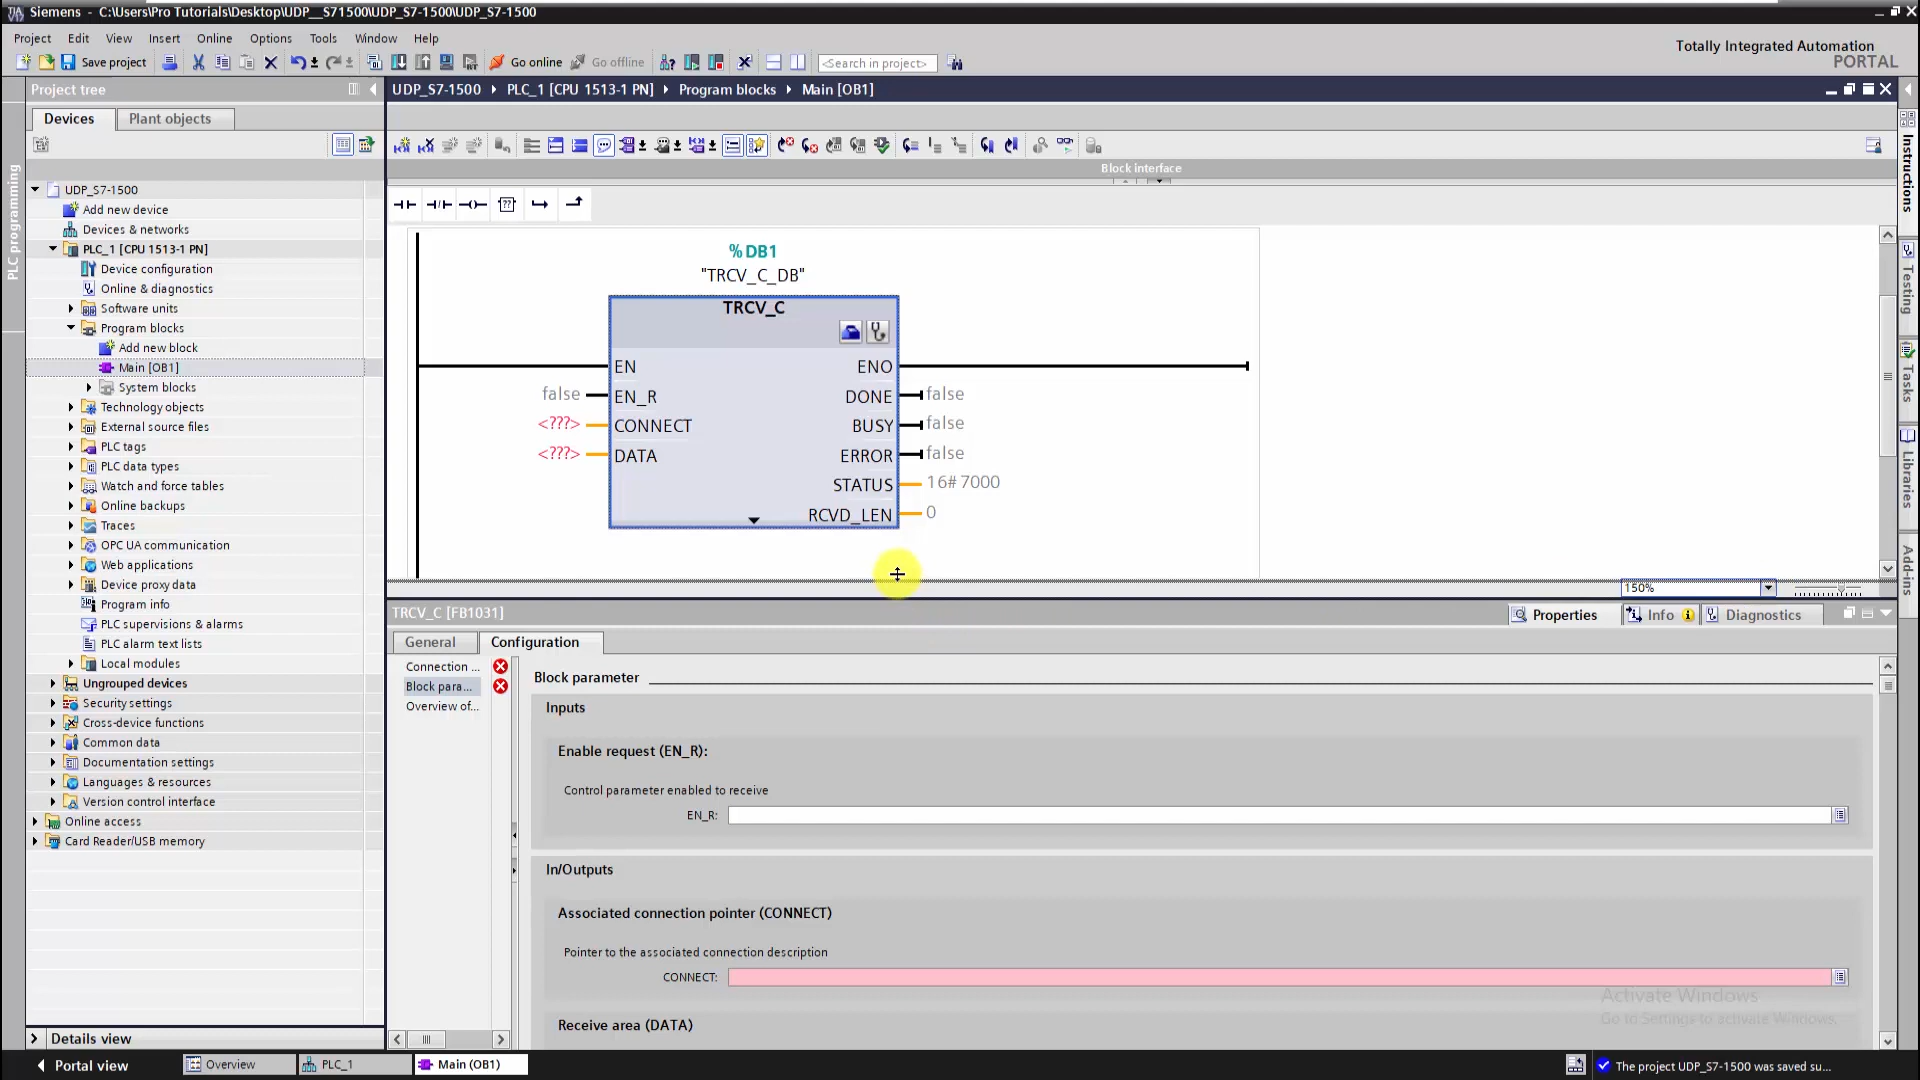 Siemens - C:\Users\Pro Tutorials\Desktop\UDP__S71500\UDP_S7-1500\UDP_S7-1500
Project Edit View Insert Online Options Tools Window Help
Totally Integrated Automation
PORTAL
Save project
Go online
Go offline
<Search in project>
Project tree
UDP_S7-1500 ▸ PLC_1 [CPU 1513-1 PN] ▸ Program blocks ▸ Main [OB1]
Devices
Plant objects
Block interface
PLC programming
UDP_S7-1500
Add new device
Devices & networks
PLC_1 [CPU 1513-1 PN]
Device configuration
Online & diagnostics
Software units
Program blocks
Add new block
Main [OB1]
System blocks
Technology objects
External source files
PLC tags
PLC data types
Watch and force tables
Online backups
Traces
OPC UA communication
Web applications
Device proxy data
Program info
PLC supervisions & alarms
PLC alarm text lists
Local modules
Ungrouped devices
Security settings
Cross-device functions
Common data
Documentation settings
Languages & resources
Version control interface
Online access
Card Reader/USB memory
Details view
%DB1
"TRCV_C_DB"
TRCV_C
EN ENO
false EN_R DONE false
<???> CONNECT BUSY false
<???> DATA ERROR false
STATUS 16#7000
RCVD_LEN 0
150%
Instructions
Testing
Tasks
Libraries
Add-ins
TRCV_C [FB1031]
Properties
Info
Diagnostics
General
Configuration
Connection ...
Block para...
Overview of...
Block parameter
Inputs
Enable request (EN_R):
Control parameter enabled to receive
EN_R:
In/Outputs
Associated connection pointer (CONNECT)
Pointer to the associated connection description
CONNECT:
Receive area (DATA)
Activate Windows
Go to Settings to activate Windows.
Portal view
Overview
PLC_1
Main (OB1)
The project UDP_S7-1500 was saved su...